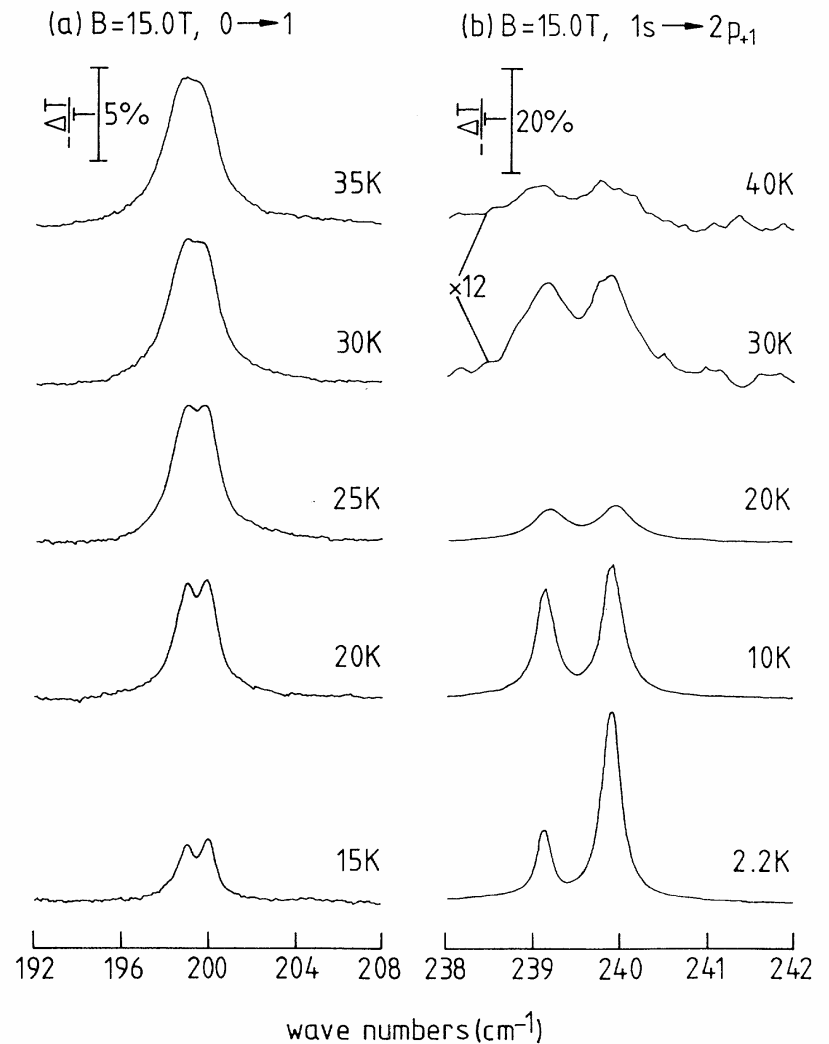 (a) B=15.0T, 0→1
(b) B=15.0T, 1s→2p₊₁
-ΔT/T
5%
-ΔT/T
20%
35K
40K
×12
30K
30K
25K
20K
20K
10K
15K
2.2K
192 196 200 204 208
238 239 240 241 242
wave numbers (cm⁻¹)